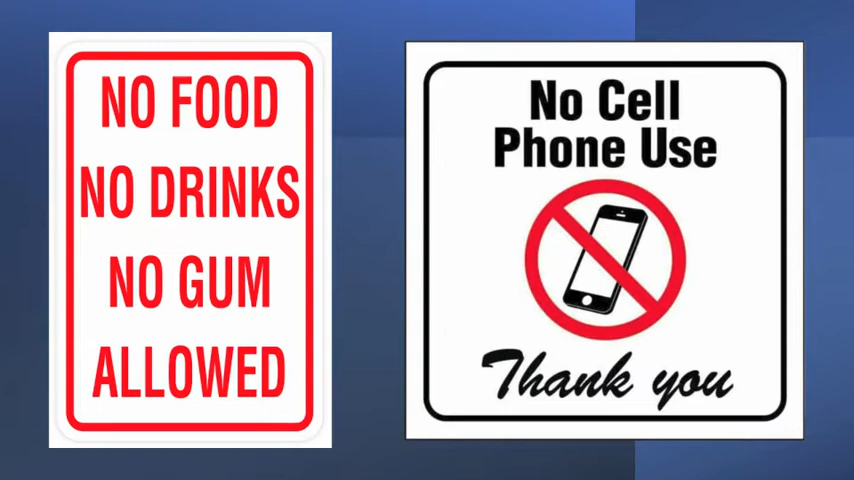 NO FOOD
NO DRINKS
NO GUM
ALLOWED
No Cell
Phone Use
Thank you